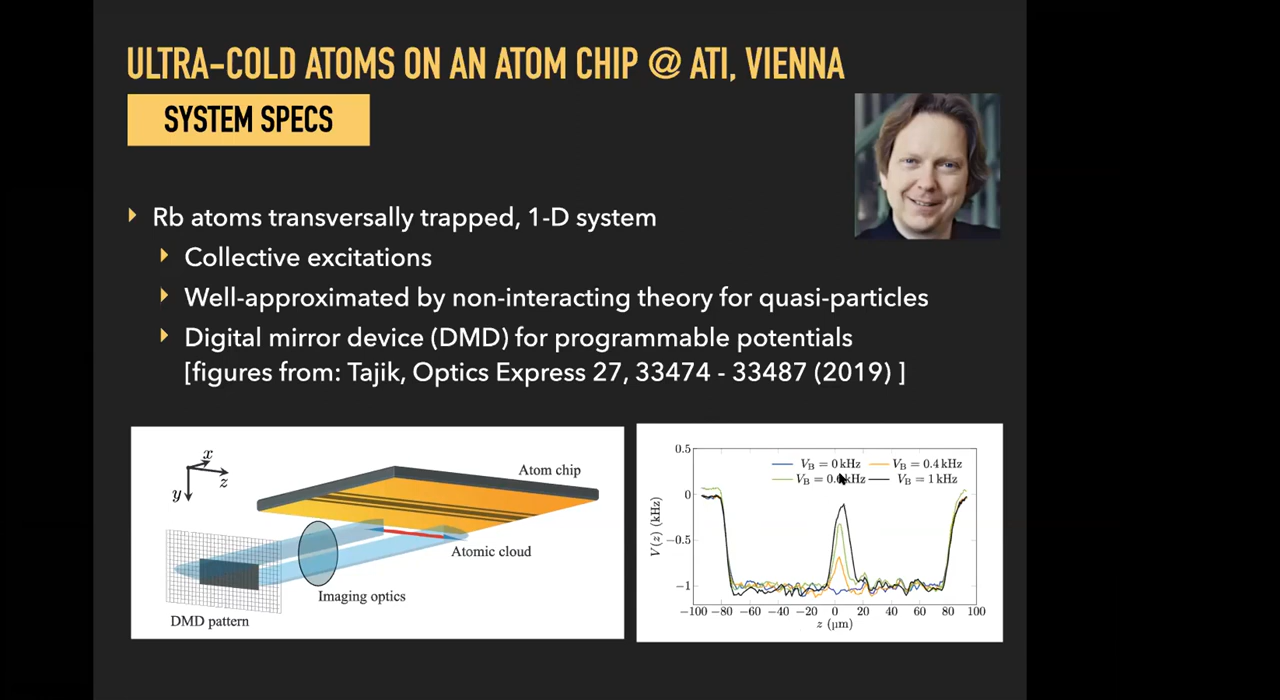 ULTRA-COLD ATOMS ON AN ATOM CHIP @ ATI, VIENNA
SYSTEM SPECS
Rb atoms transversally trapped, 1-D system
Collective excitations
Well-approximated by non-interacting theory for quasi-particles
Digital mirror device (DMD) for programmable potentials
[figures from: Tajik, Optics Express 27, 33474 - 33487 (2019) ]
x
y
z
Atom chip
Atomic cloud
Imaging optics
DMD pattern
0.5
0
−0.5
−1
V(z) (kHz)
V_B = 0 kHz V_B = 0.4 kHz
V_B = kHz V_B = 1 kHz
−100 −80 −60 −40 −20 0 20 40 60 80 100
z (μm)